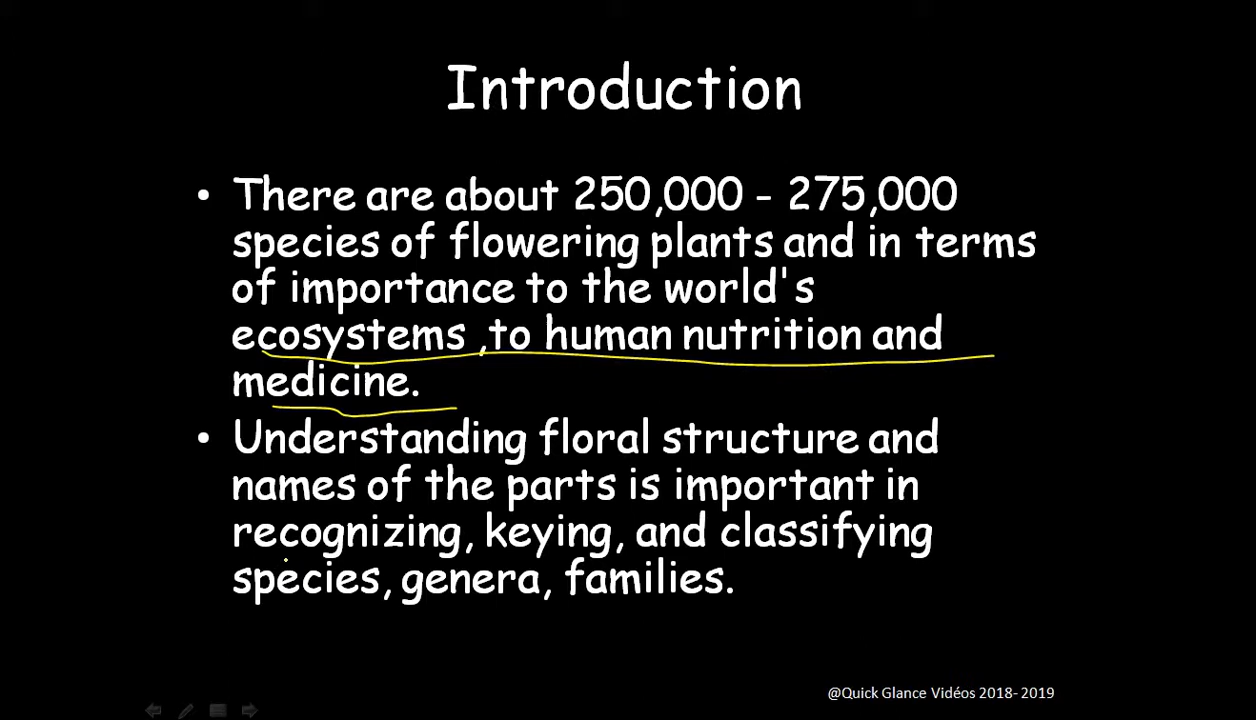 Introduction
• There are about 250,000 - 275,000
species of flowering plants and in terms
of importance to the world's
ecosystems ,to human nutrition and
medicine.
• Understanding floral structure and
names of the parts is important in
recognizing, keying, and classifying
species, genera, families.
@Quick Glance Vidéos 2018- 2019